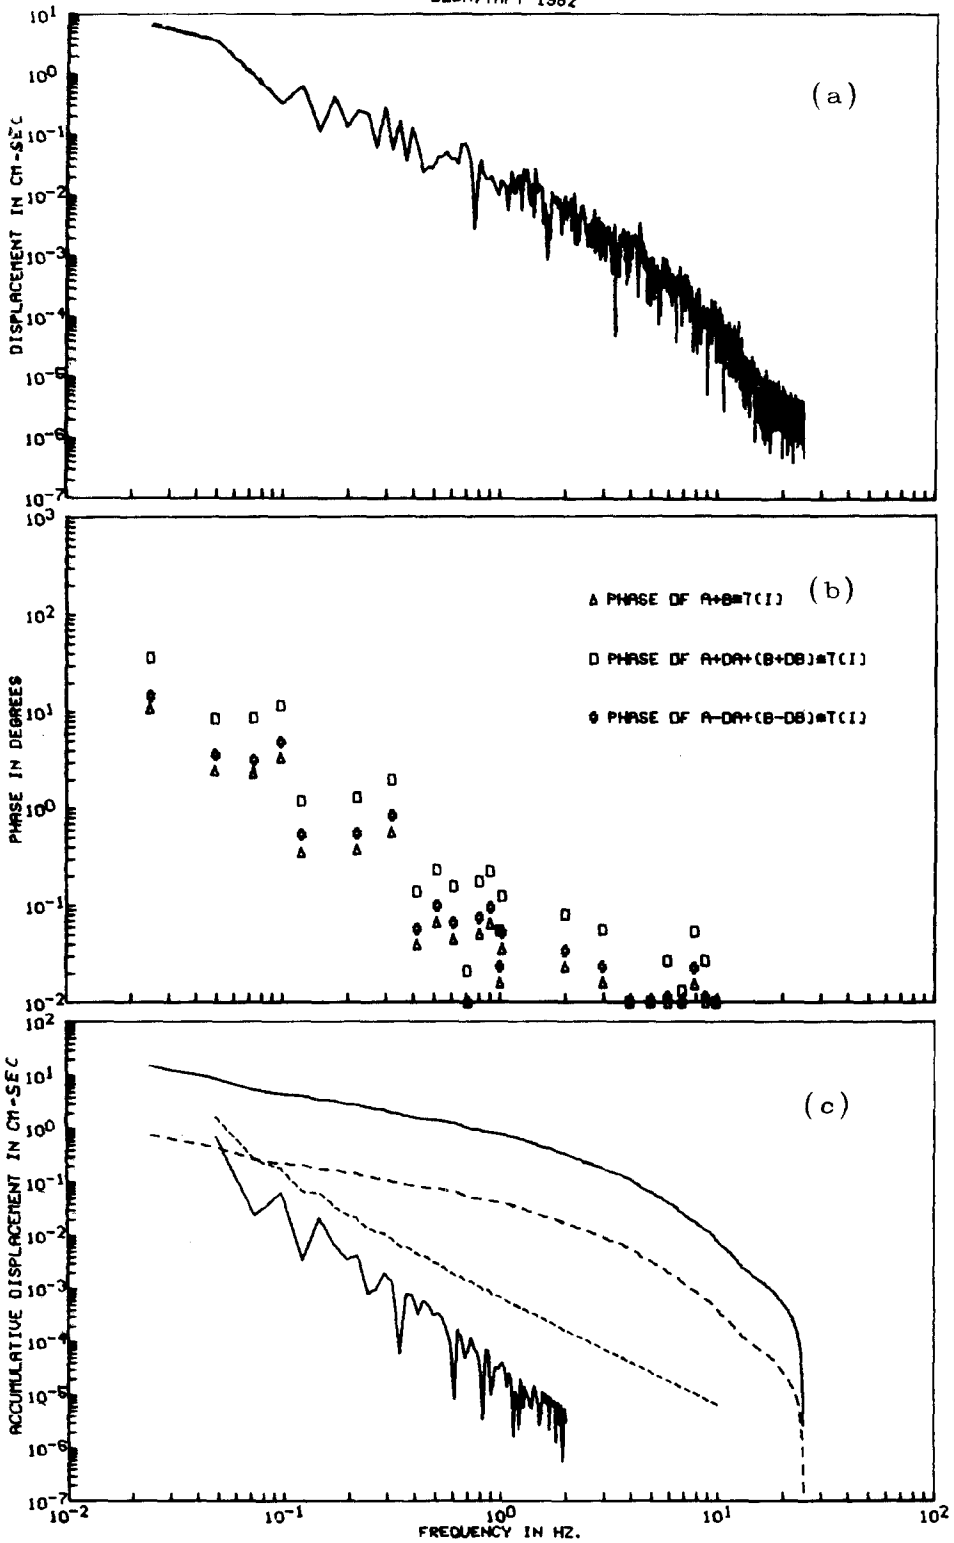 10^1
10^0
10^-1
10^-2
10^-3
10^-4
10^-5
10^-6
10^-7
DISPLACEMENT IN CM-SEC
(a)
10^3
10^2
10^1
10^0
10^-1
10^-2
PHASE IN DEGREES
(b)
△ PHASE OF A+B*T(I)
□ PHASE OF A+DA+(B+DB)*T(I)
⌽ PHASE OF A-DA+(B-DB)*T(I)
10^2
10^1
10^0
10^-1
10^-2
10^-3
10^-4
10^-5
10^-6
10^-7
ACCUMULATIVE DISPLACEMENT IN CM-SEC
(c)
10^-2 10^-1 10^0 10^1 10^2
FREQUENCY IN HZ.